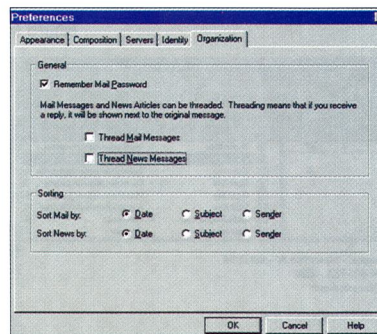 Preferences
Appearance Composition Servers Identity Organization
General
Remember Mail Password
Mail Messages and News Articles can be threaded. Threading means that if you receive
a reply, it will be shown next to the original message.
Thread Mail Messages
Thread News Messages
Sorting
Sort Mail by: Date Subject Sender
Sort News by: Date Subject Sender
OK Cancel Help